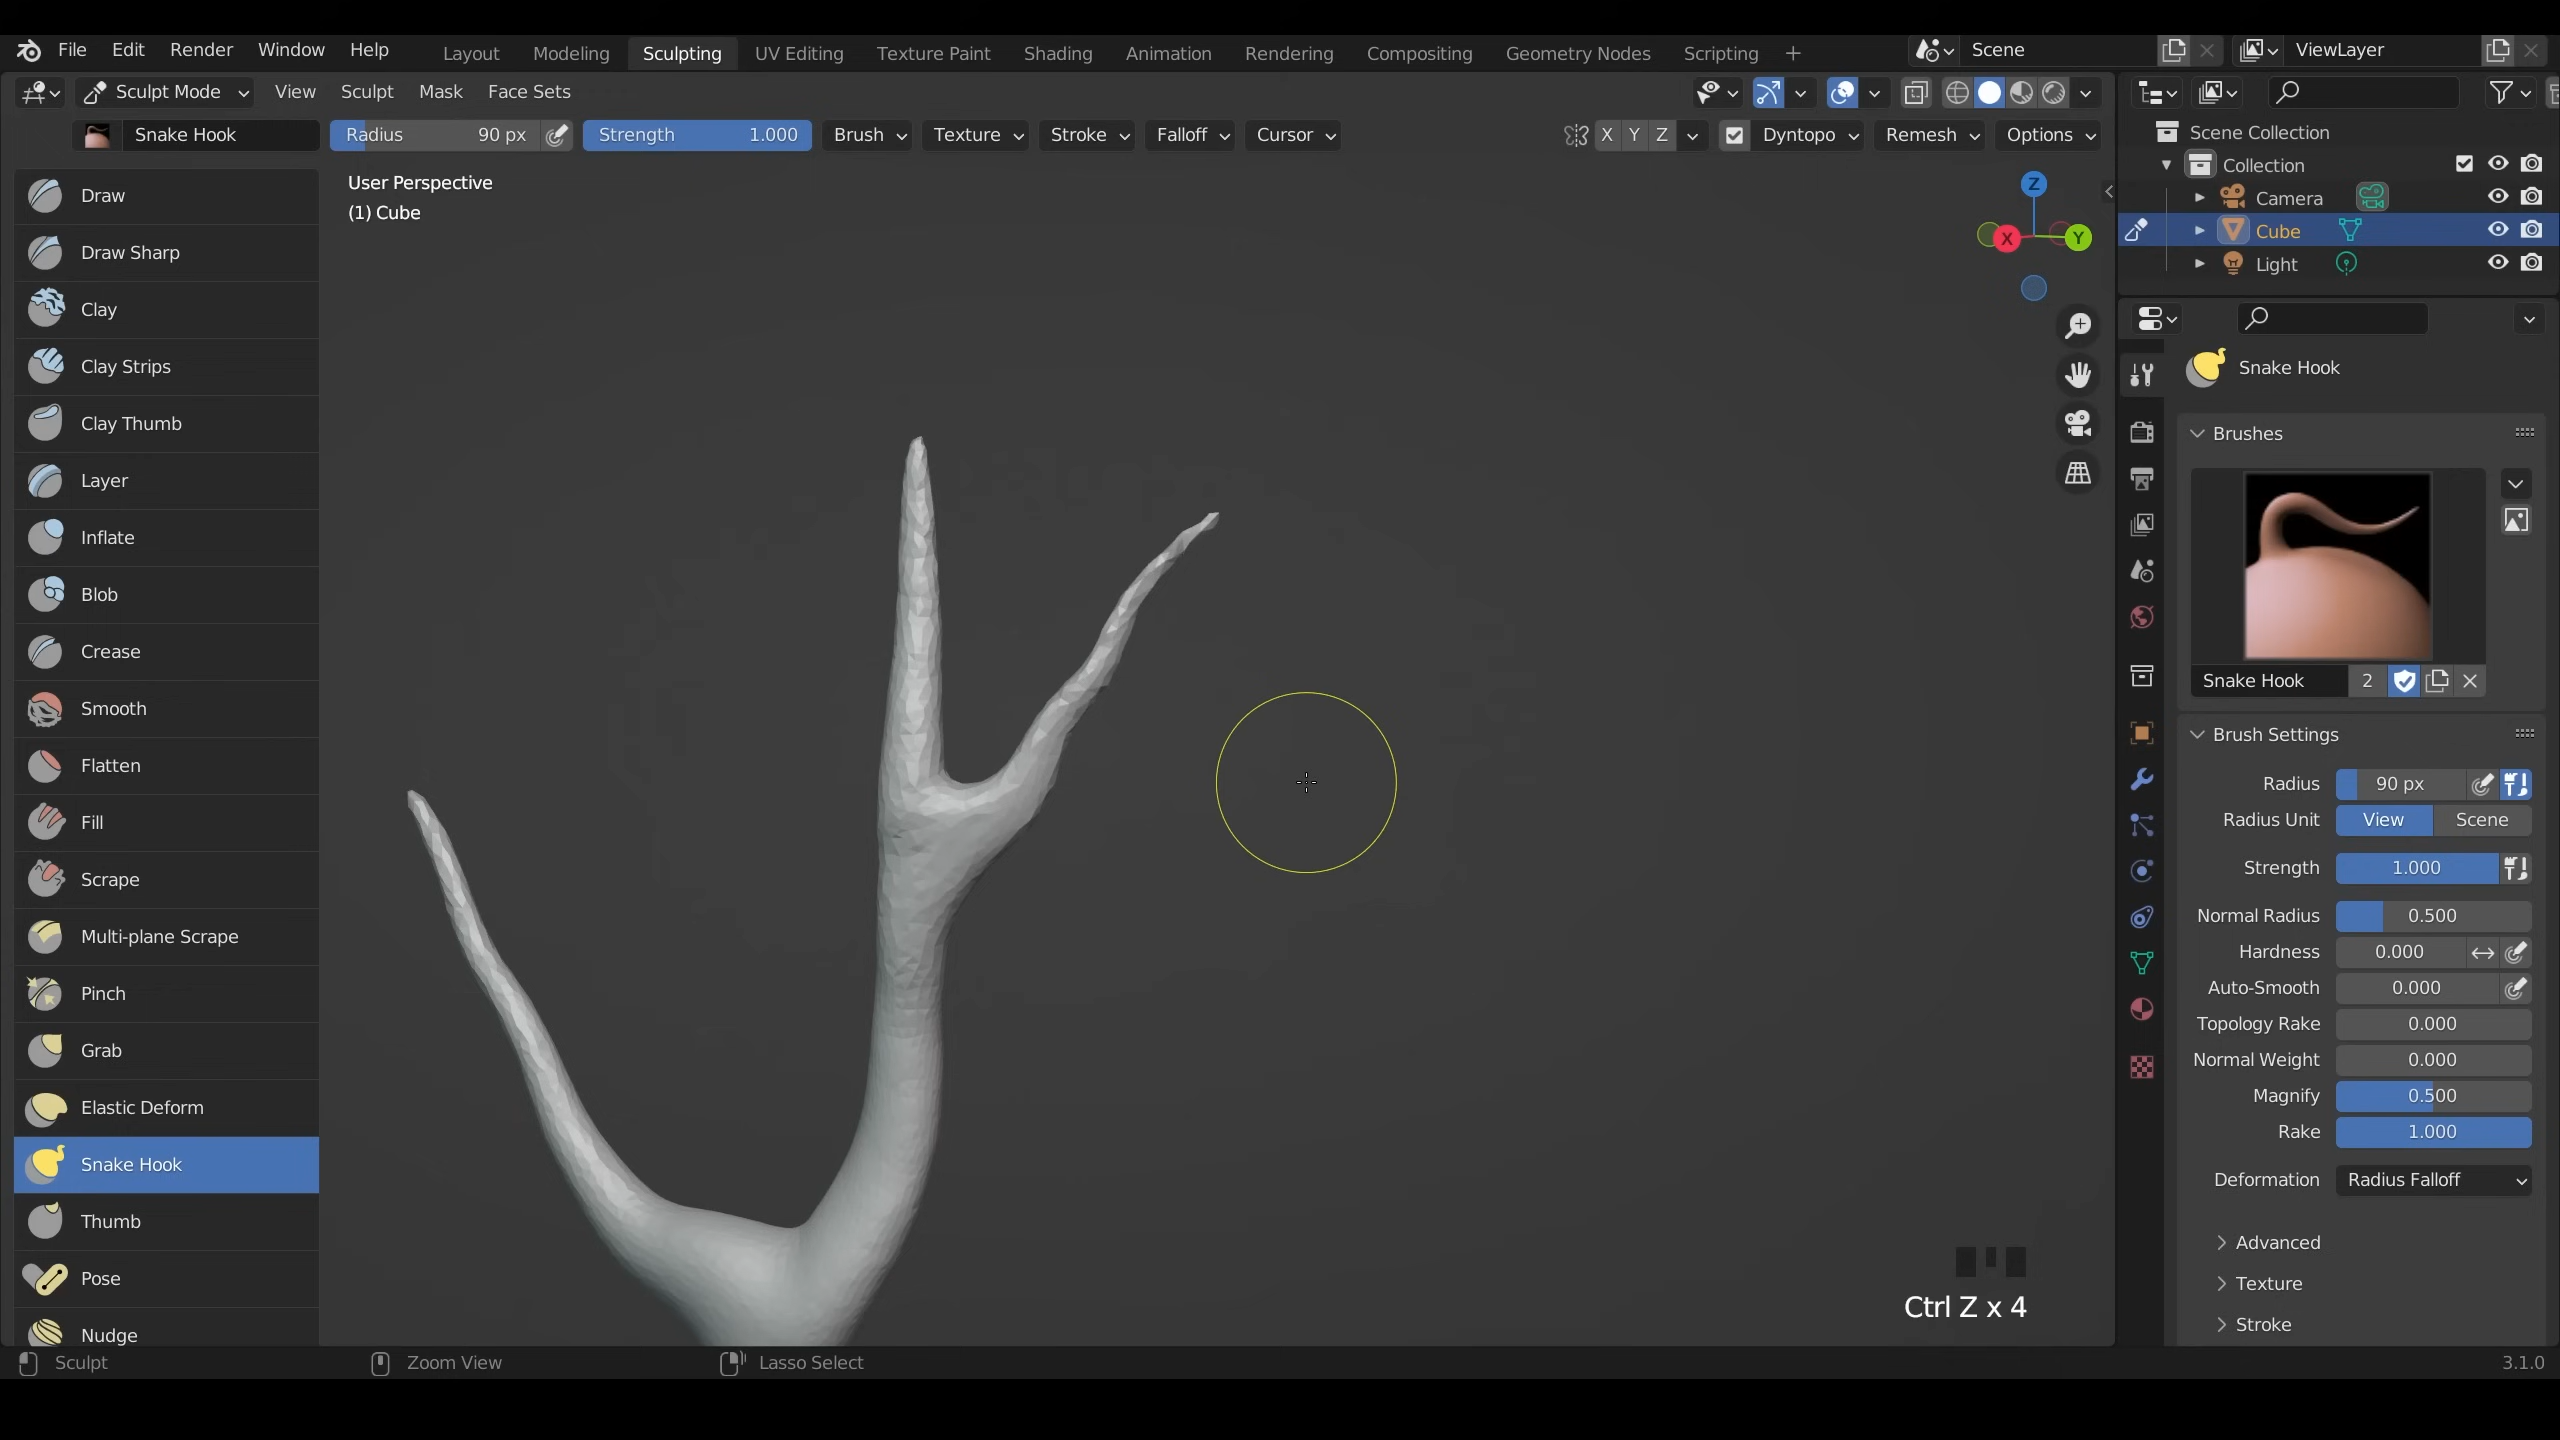 File Edit Render Window Help Layout Modeling Sculpting UV Editing Texture Paint Shading Animation Rendering Compositing Geometry Nodes Scripting + Scene ViewLayer
Sculpt Mode View Sculpt Mask Face Sets
Snake Hook Radius 90 px Strength 1.000 Brush Texture Stroke Falloff Cursor X Y Z Dyntopo Remesh Options
User Perspective
(1) Cube
Z
X
Y
Draw
Draw Sharp
Clay
Clay Strips
Clay Thumb
Layer
Inflate
Blob
Crease
Smooth
Flatten
Fill
Scrape
Multi-plane Scrape
Pinch
Grab
Elastic Deform
Snake Hook
Thumb
Pose
Nudge
Ctrl Z x 4
Scene Collection
Collection
Camera
Cube
Light
Snake Hook
Brushes
Snake Hook 2
Brush Settings
Radius 90 px
Radius Unit View Scene
Strength 1.000
Normal Radius 0.500
Hardness 0.000
Auto-Smooth 0.000
Topology Rake 0.000
Normal Weight 0.000
Magnify 0.500
Rake 1.000
Deformation Radius Falloff
Advanced
Texture
Stroke
Sculpt Zoom View Lasso Select 3.1.0